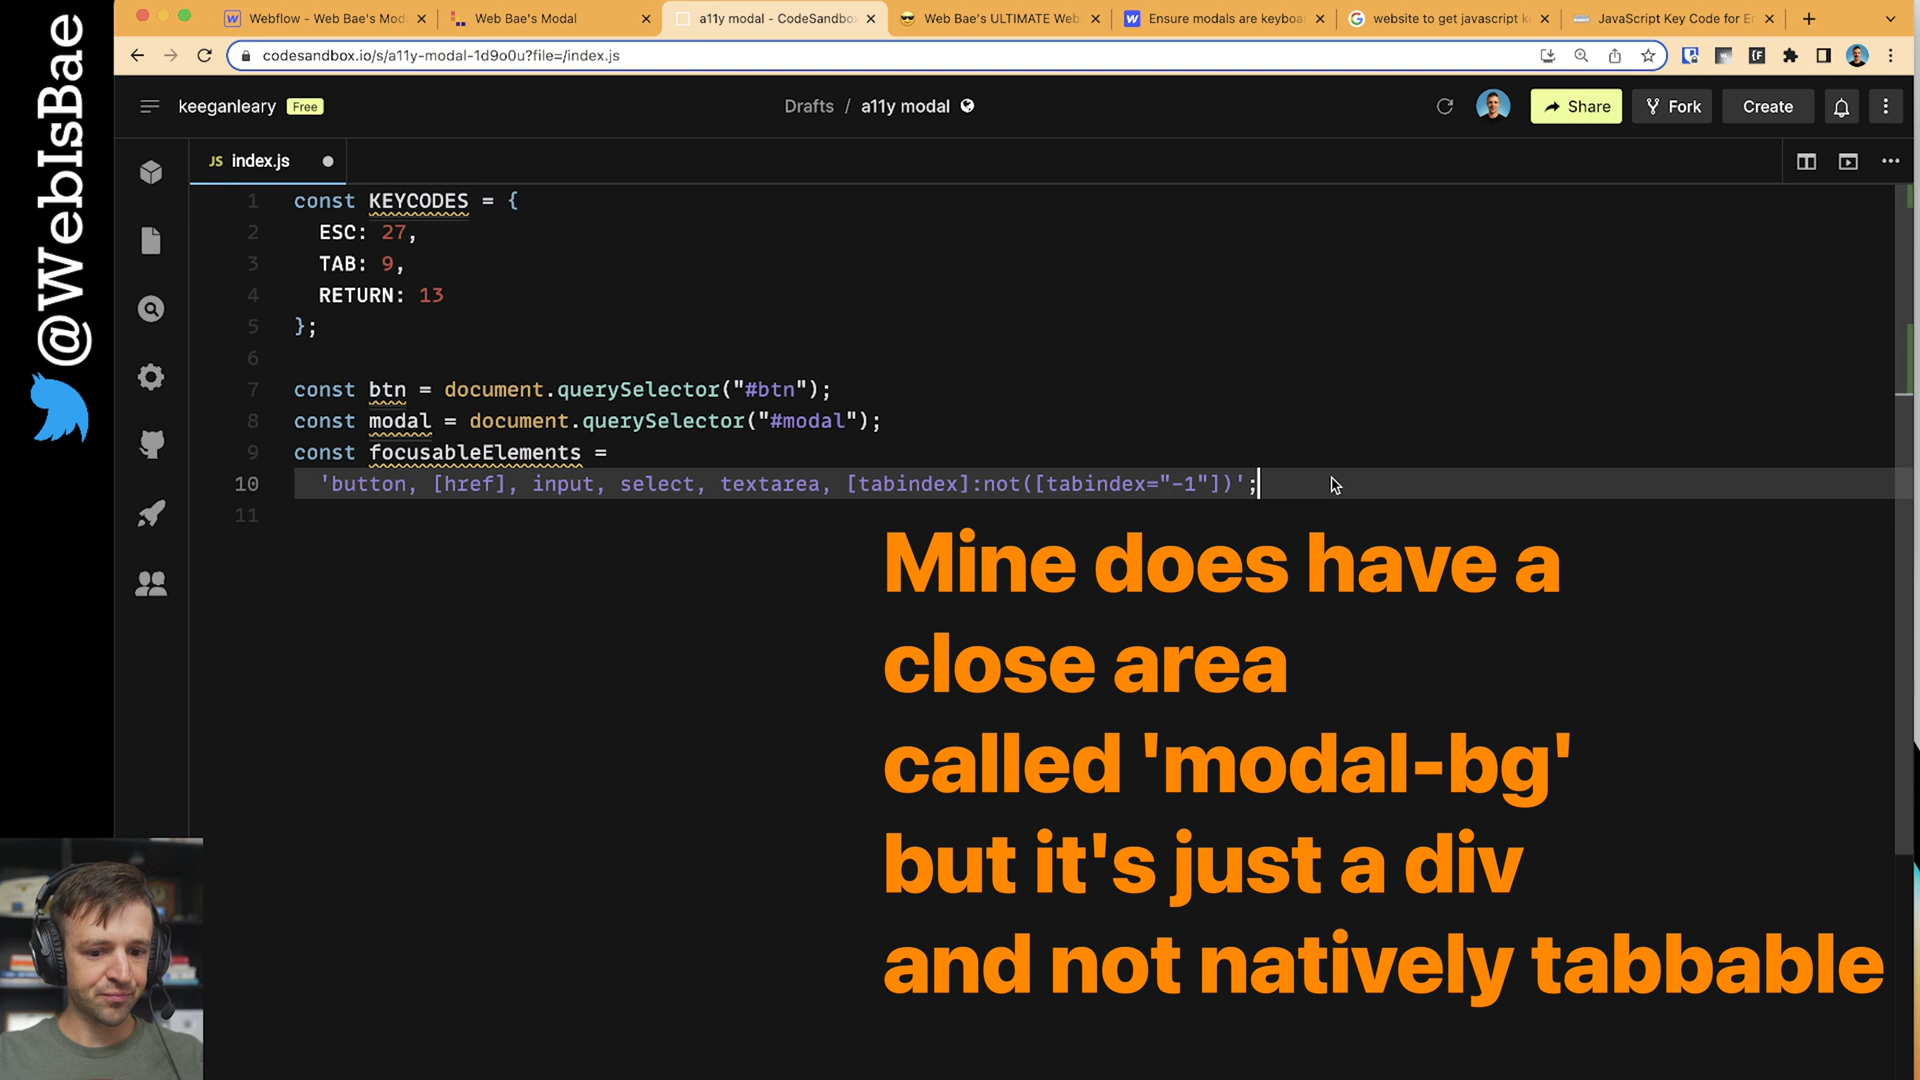 @WebIsBae
Webflow - Web Bae's Mod
Web Bae's Modal
a11y modal - CodeSandbo
Web Bae's ULTIMATE Web
Ensure modals are keyboa
website to get javascript k
JavaScript Key Code for E
codesandbox.io/s/a11y-modal-1d9o0u?file=/index.js
keeganleary Free
Drafts / a11y modal
Share
Fork
Create
JS index.js
1 const KEYCODES = {
2 ESC: 27,
3 TAB: 9,
4 RETURN: 13
5 };
6
7 const btn = document.querySelector("#btn");
8 const modal = document.querySelector("#modal");
9 const focusableElements =
10 'button, [href], input, select, textarea, [tabindex]:not([tabindex="-1"])';
11
Mine does have a
close area
called 'modal-bg'
but it's just a div
and not natively tabbable